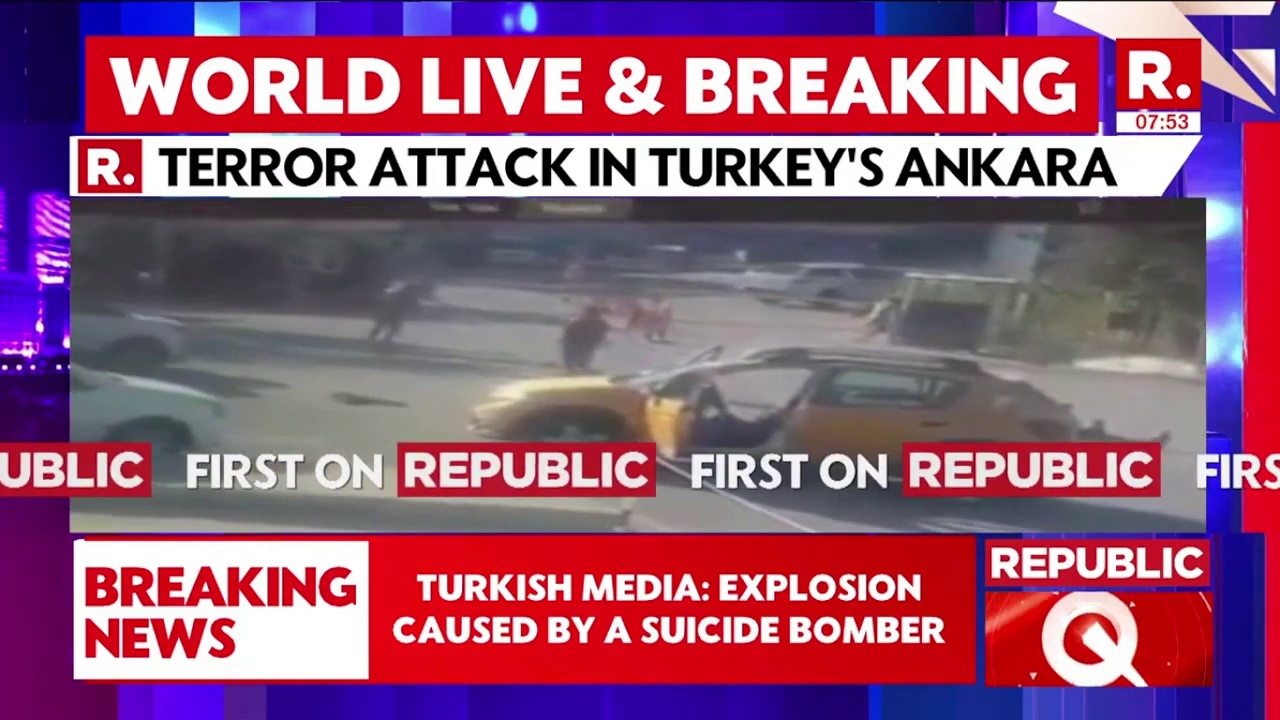 WORLD LIVE & BREAKING
R.
07:53
R. TERROR ATTACK IN TURKEY'S ANKARA
UBLIC FIRST ON REPUBLIC FIRST ON REPUBLIC FIRS
BREAKING
NEWS
TURKISH MEDIA: EXPLOSION
CAUSED BY A SUICIDE BOMBER
REPUBLIC
Q